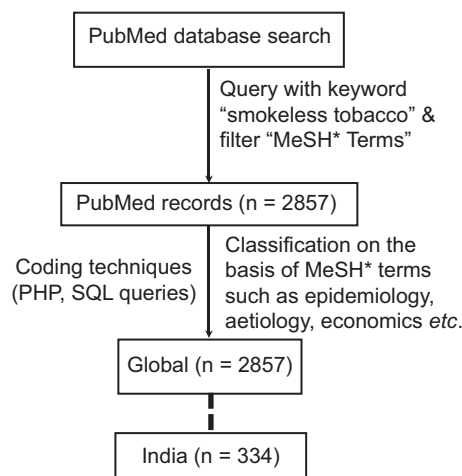 PubMed database search
Query with keyword
“smokeless tobacco” &
filter “MeSH* Terms”
PubMed records (n = 2857)
Coding techniques
(PHP, SQL queries)
Classification on the
basis of MeSH* terms
such as epidemiology,
aetiology, economics etc.
Global (n = 2857)
India (n = 334)